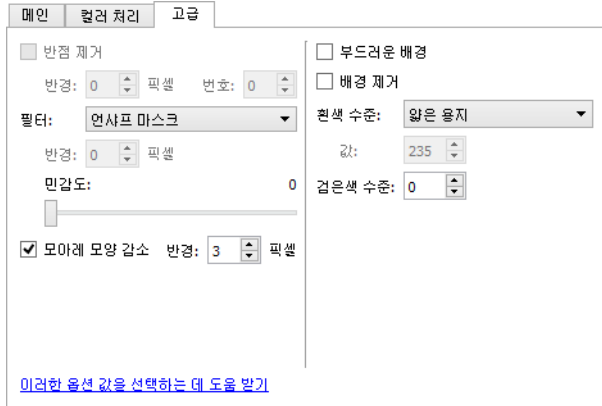 메인 컬러 처리 고급
반점 제거
반경: 0 픽셀 번호: 0
필터: 언샤프 마스크
반경: 0 픽셀
민감도: 0
모아레 모양 감소 반경: 3 픽셀
이러한 옵션 값을 선택하는 데 도움 받기
부드러운 배경
배경 제거
흰색 수준: 얇은 용지
값: 235
검은색 수준: 0